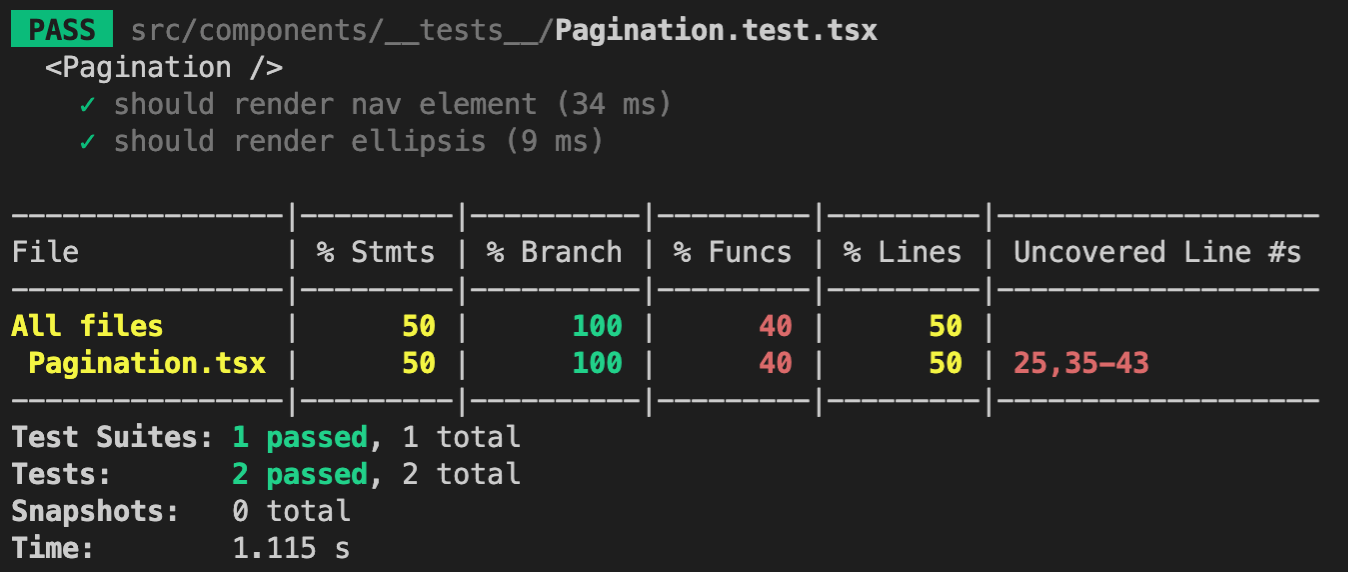 PASS src/components/__tests__/Pagination.test.tsx
<Pagination />
✓ should render nav element (34 ms)
✓ should render ellipsis (9 ms)
----------------|---------|----------|---------|---------|-------------------
File            | % Stmts | % Branch | % Funcs | % Lines | Uncovered Line #s
----------------|---------|----------|---------|---------|-------------------
All files       |      50 |      100 |      40 |      50 |
 Pagination.tsx |      50 |      100 |      40 |      50 | 25,35-43
----------------|---------|----------|---------|---------|-------------------
Test Suites: 1 passed, 1 total
Tests:       2 passed, 2 total
Snapshots:   0 total
Time:        1.115 s